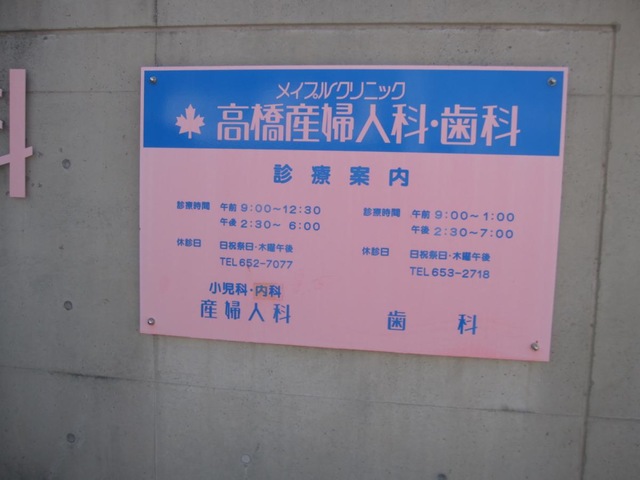 メイプルクリニック
高橋産婦人科・歯科
診療案内
診療時間 午前 9:00~12:30
午後 2:30~ 6:00
休診日 日祝祭日・木曜午後
TEL 652-7077
小児科・内科
産婦人科
診療時間 午前 9:00~1:00
午後 2:30~7:00
休診日 日祝祭日・木曜午後
TEL 653-2718
歯 科